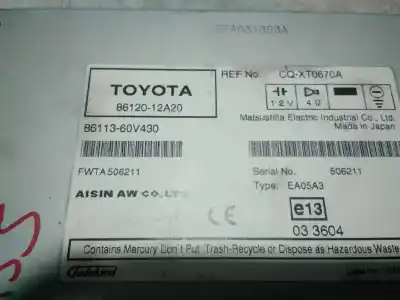 TOYOTA
86120-12A20
REF No. CQ-XT0670A
12V 4Ω
86113-60V430
Matsushita Electric Industrial Co., Ltd.
Made in Japan
FWTA506211
Serial No. 506211
AISIN AW CO., LTD
Type: EA05A3
CE
e13
03 3604
Contains Mercury Don't Put Trash-Recycle or Dispose as Hazardous Waste